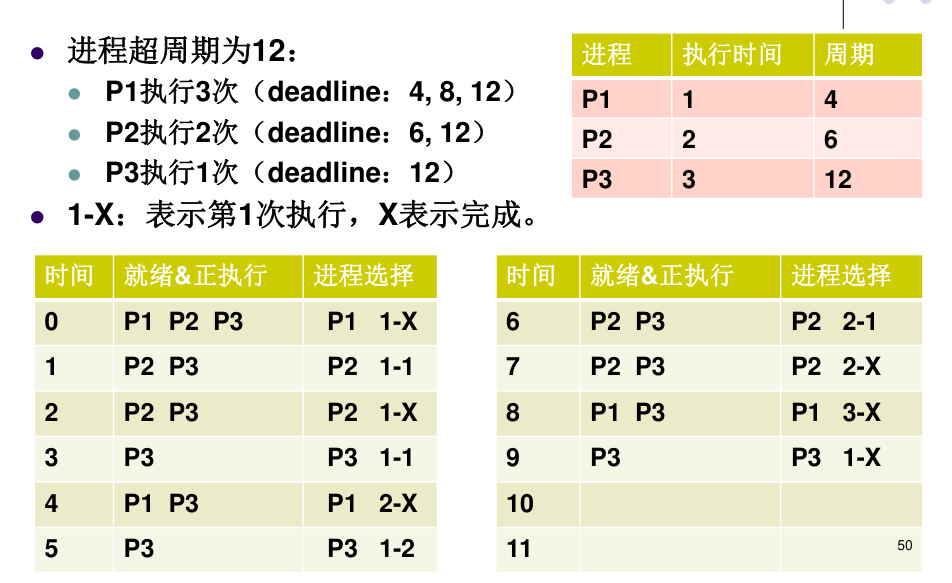 进程超周期为12：
P1执行3次（deadline：4, 8, 12）
P2执行2次（deadline：6, 12）
P3执行1次（deadline：12）
1-X：表示第1次执行，X表示完成。
进程 执行时间 周期
P1 1 4
P2 2 6
P3 3 12
时间 就绪&正执行 进程选择
0 P1 P2 P3 P1 1-X
1 P2 P3 P2 1-1
2 P2 P3 P2 1-X
3 P3 P3 1-1
4 P1 P3 P1 2-X
5 P3 P3 1-2
时间 就绪&正执行 进程选择
6 P2 P3 P2 2-1
7 P2 P3 P2 2-X
8 P1 P3 P1 3-X
9 P3 P3 1-X
10
11
50